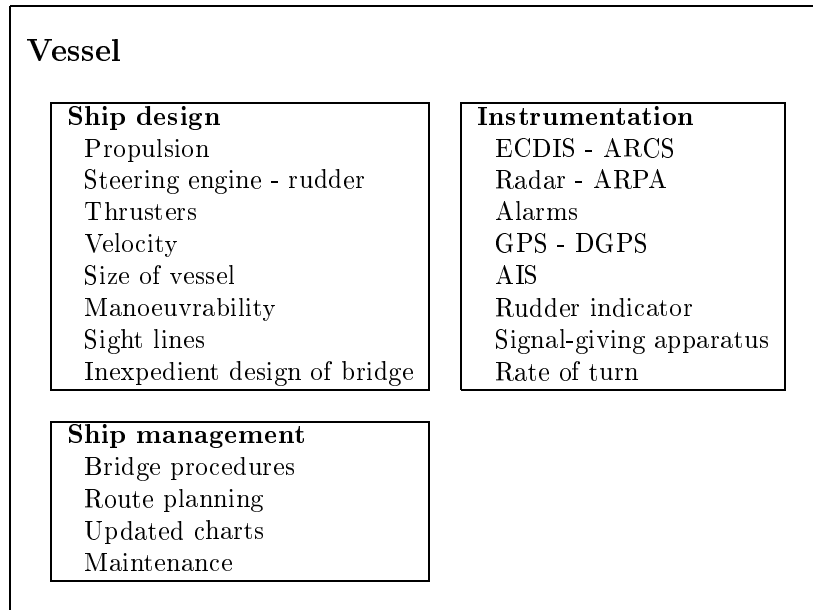 Vessel
Ship design
Propulsion
Steering engine - rudder
Thrusters
Velocity
Size of vessel
Manoeuvrability
Sight lines
Inexpedient design of bridge
Instrumentation
ECDIS - ARCS
Radar - ARPA
Alarms
GPS - DGPS
AIS
Rudder indicator
Signal-giving apparatus
Rate of turn
Ship management
Bridge procedures
Route planning
Updated charts
Maintenance